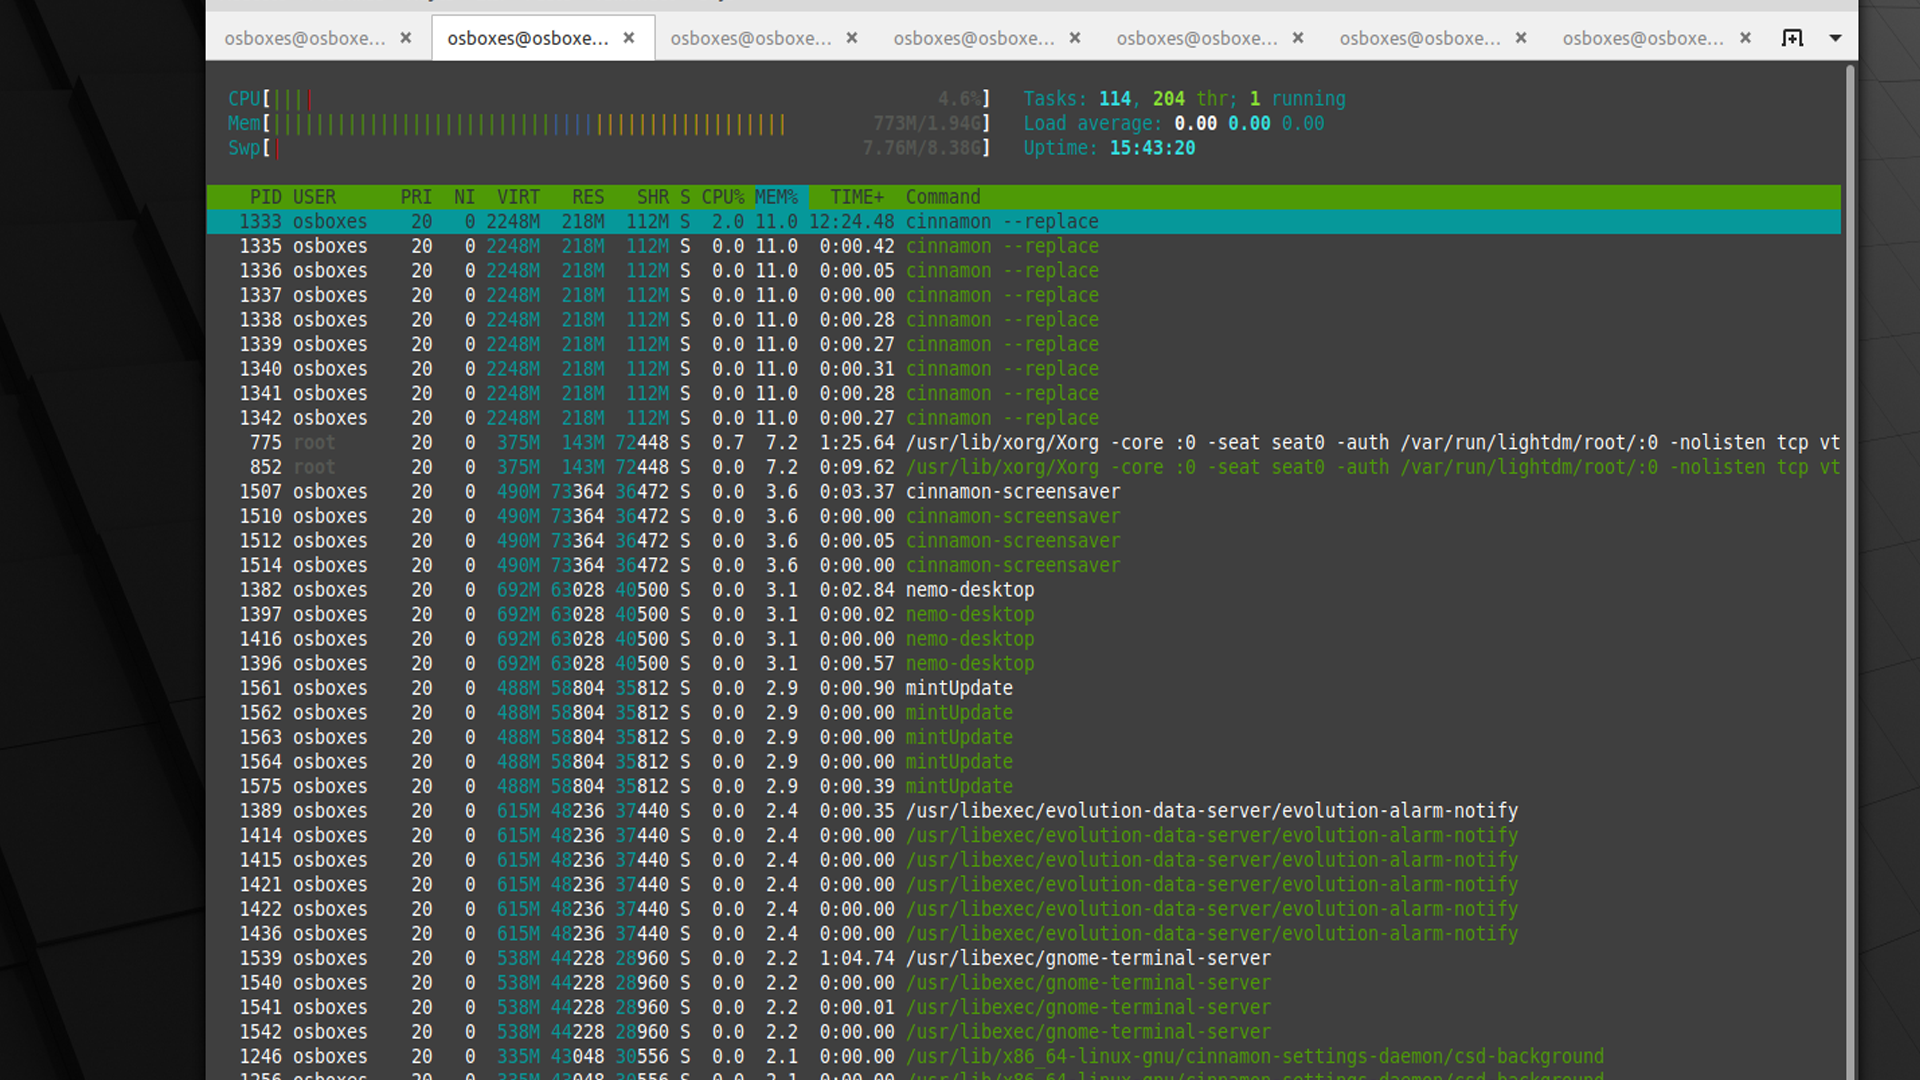 osboxes@osboxe... × osboxes@osboxe... × osboxes@osboxe... × osboxes@osboxe... × osboxes@osboxe... × osboxes@osboxe... × osboxes@osboxe... ×
CPU[|||| 4.6%] Tasks: 114, 204 thr; 1 running
Mem[||||||||||||||||||||||||||||||||||||||||||||||||| 773M/1.94G] Load average: 0.00 0.00 0.00
Swp[| 7.76M/8.38G] Uptime: 15:43:20
PID USER PRI NI VIRT RES SHR S CPU% MEM% TIME+ Command
1333 osboxes 20 0 2248M 218M 112M S 2.0 11.0 12:24.48 cinnamon --replace
1335 osboxes 20 0 2248M 218M 112M S 0.0 11.0 0:00.42 cinnamon --replace
1336 osboxes 20 0 2248M 218M 112M S 0.0 11.0 0:00.05 cinnamon --replace
1337 osboxes 20 0 2248M 218M 112M S 0.0 11.0 0:00.00 cinnamon --replace
1338 osboxes 20 0 2248M 218M 112M S 0.0 11.0 0:00.28 cinnamon --replace
1339 osboxes 20 0 2248M 218M 112M S 0.0 11.0 0:00.27 cinnamon --replace
1340 osboxes 20 0 2248M 218M 112M S 0.0 11.0 0:00.31 cinnamon --replace
1341 osboxes 20 0 2248M 218M 112M S 0.0 11.0 0:00.28 cinnamon --replace
1342 osboxes 20 0 2248M 218M 112M S 0.0 11.0 0:00.27 cinnamon --replace
775 root 20 0 375M 143M 72448 S 0.7 7.2 1:25.64 /usr/lib/xorg/Xorg -core :0 -seat seat0 -auth /var/run/lightdm/root/:0 -nolisten tcp vt
852 root 20 0 375M 143M 72448 S 0.0 7.2 0:09.62 /usr/lib/xorg/Xorg -core :0 -seat seat0 -auth /var/run/lightdm/root/:0 -nolisten tcp vt
1507 osboxes 20 0 490M 73364 36472 S 0.0 3.6 0:03.37 cinnamon-screensaver
1510 osboxes 20 0 490M 73364 36472 S 0.0 3.6 0:00.00 cinnamon-screensaver
1512 osboxes 20 0 490M 73364 36472 S 0.0 3.6 0:00.05 cinnamon-screensaver
1514 osboxes 20 0 490M 73364 36472 S 0.0 3.6 0:00.00 cinnamon-screensaver
1382 osboxes 20 0 692M 63028 40500 S 0.0 3.1 0:02.84 nemo-desktop
1397 osboxes 20 0 692M 63028 40500 S 0.0 3.1 0:00.02 nemo-desktop
1416 osboxes 20 0 692M 63028 40500 S 0.0 3.1 0:00.00 nemo-desktop
1396 osboxes 20 0 692M 63028 40500 S 0.0 3.1 0:00.57 nemo-desktop
1561 osboxes 20 0 488M 58804 35812 S 0.0 2.9 0:00.90 mintUpdate
1562 osboxes 20 0 488M 58804 35812 S 0.0 2.9 0:00.00 mintUpdate
1563 osboxes 20 0 488M 58804 35812 S 0.0 2.9 0:00.00 mintUpdate
1564 osboxes 20 0 488M 58804 35812 S 0.0 2.9 0:00.00 mintUpdate
1575 osboxes 20 0 488M 58804 35812 S 0.0 2.9 0:00.39 mintUpdate
1389 osboxes 20 0 615M 48236 37440 S 0.0 2.4 0:00.35 /usr/libexec/evolution-data-server/evolution-alarm-notify
1414 osboxes 20 0 615M 48236 37440 S 0.0 2.4 0:00.00 /usr/libexec/evolution-data-server/evolution-alarm-notify
1415 osboxes 20 0 615M 48236 37440 S 0.0 2.4 0:00.00 /usr/libexec/evolution-data-server/evolution-alarm-notify
1421 osboxes 20 0 615M 48236 37440 S 0.0 2.4 0:00.00 /usr/libexec/evolution-data-server/evolution-alarm-notify
1422 osboxes 20 0 615M 48236 37440 S 0.0 2.4 0:00.00 /usr/libexec/evolution-data-server/evolution-alarm-notify
1436 osboxes 20 0 615M 48236 37440 S 0.0 2.4 0:00.00 /usr/libexec/evolution-data-server/evolution-alarm-notify
1539 osboxes 20 0 538M 44228 28960 S 0.0 2.2 1:04.74 /usr/libexec/gnome-terminal-server
1540 osboxes 20 0 538M 44228 28960 S 0.0 2.2 0:00.00 /usr/libexec/gnome-terminal-server
1541 osboxes 20 0 538M 44228 28960 S 0.0 2.2 0:00.01 /usr/libexec/gnome-terminal-server
1542 osboxes 20 0 538M 44228 28960 S 0.0 2.2 0:00.00 /usr/libexec/gnome-terminal-server
1246 osboxes 20 0 335M 43048 30556 S 0.0 2.1 0:00.00 /usr/lib/x86_64-linux-gnu/cinnamon-settings-daemon/csd-background
1256 osboxes 20 0 335M 43048 30556 S 0.0 2.1 0:00.00 /usr/lib/x86_64-linux-gnu/cinnamon-settings-daemon/csd-background